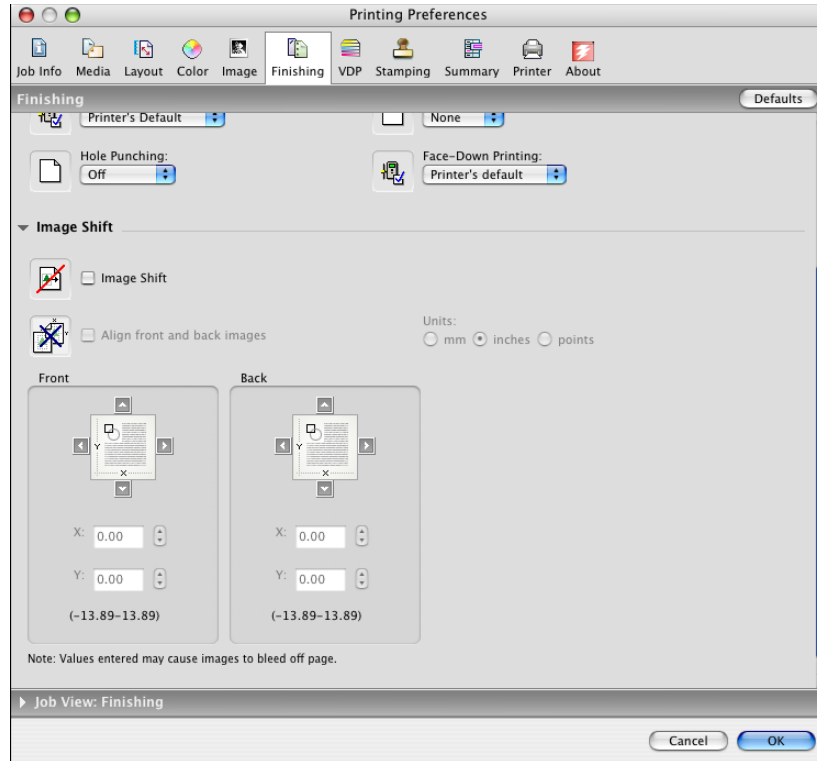 Printing Preferences
Job Info Media Layout Color Image Finishing VDP Stamping Summary Printer About
Finishing Defaults
Printer's Default None
Hole Punching: Face-Down Printing:
Off Printer's default
Image Shift
Image Shift
Units:
Align front and back images mm inches points
Front Back
Y Y
X X
X: 0.00 X: 0.00
Y: 0.00 Y: 0.00
(-13.89-13.89) (-13.89-13.89)
Note: Values entered may cause images to bleed off page.
Job View: Finishing
Cancel OK